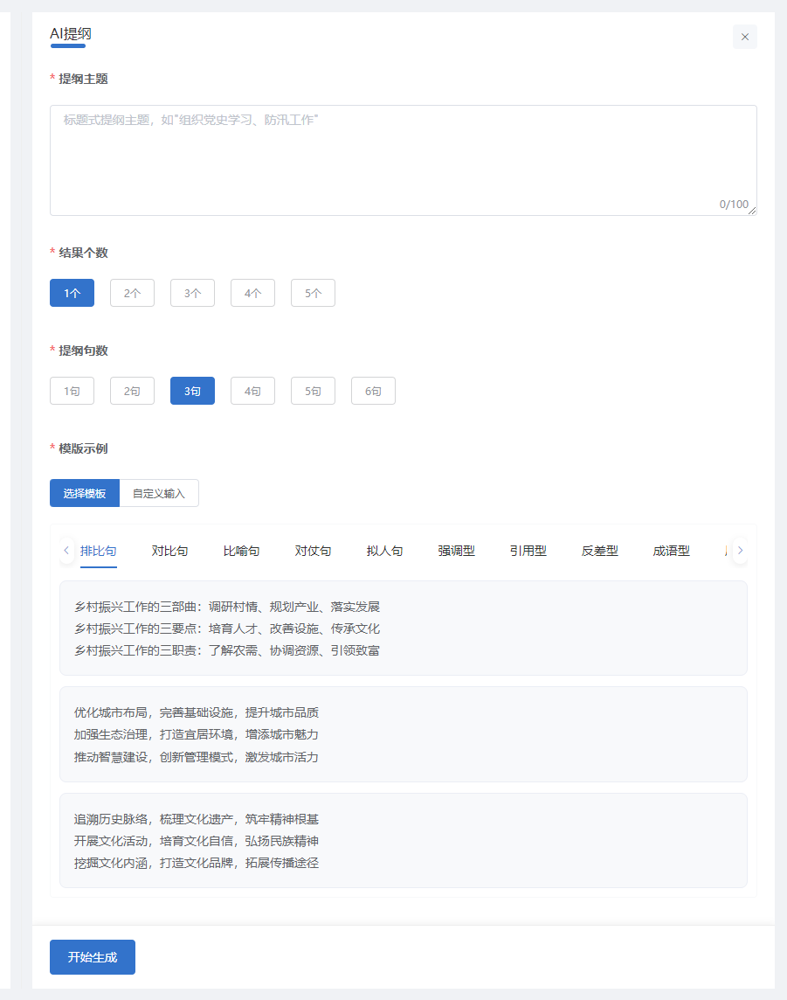 AI提纲
×
* 提纲主题
标题式提纲主题，如"组织党史学习、防汛工作"
0/100
* 结果个数
1个 2个 3个 4个 5个
* 提纲句数
1句 2句 3句 4句 5句 6句
* 模版示例
选择模板 自定义输入
排比句 对比句 比喻句 对仗句 拟人句 强调型 引用型 反差型 成语型
乡村振兴工作的三部曲：调研村情、规划产业、落实发展
乡村振兴工作的三要点：培育人才、改善设施、传承文化
乡村振兴工作的三职责：了解农需、协调资源、引领致富
优化城市布局，完善基础设施，提升城市品质
加强生态治理，打造宜居环境，增添城市魅力
推动智慧建设，创新管理模式，激发城市活力
追溯历史脉络，梳理文化遗产，筑牢精神根基
开展文化活动，培育文化自信，弘扬民族精神
挖掘文化内涵，打造文化品牌，拓展传播途径
开始生成